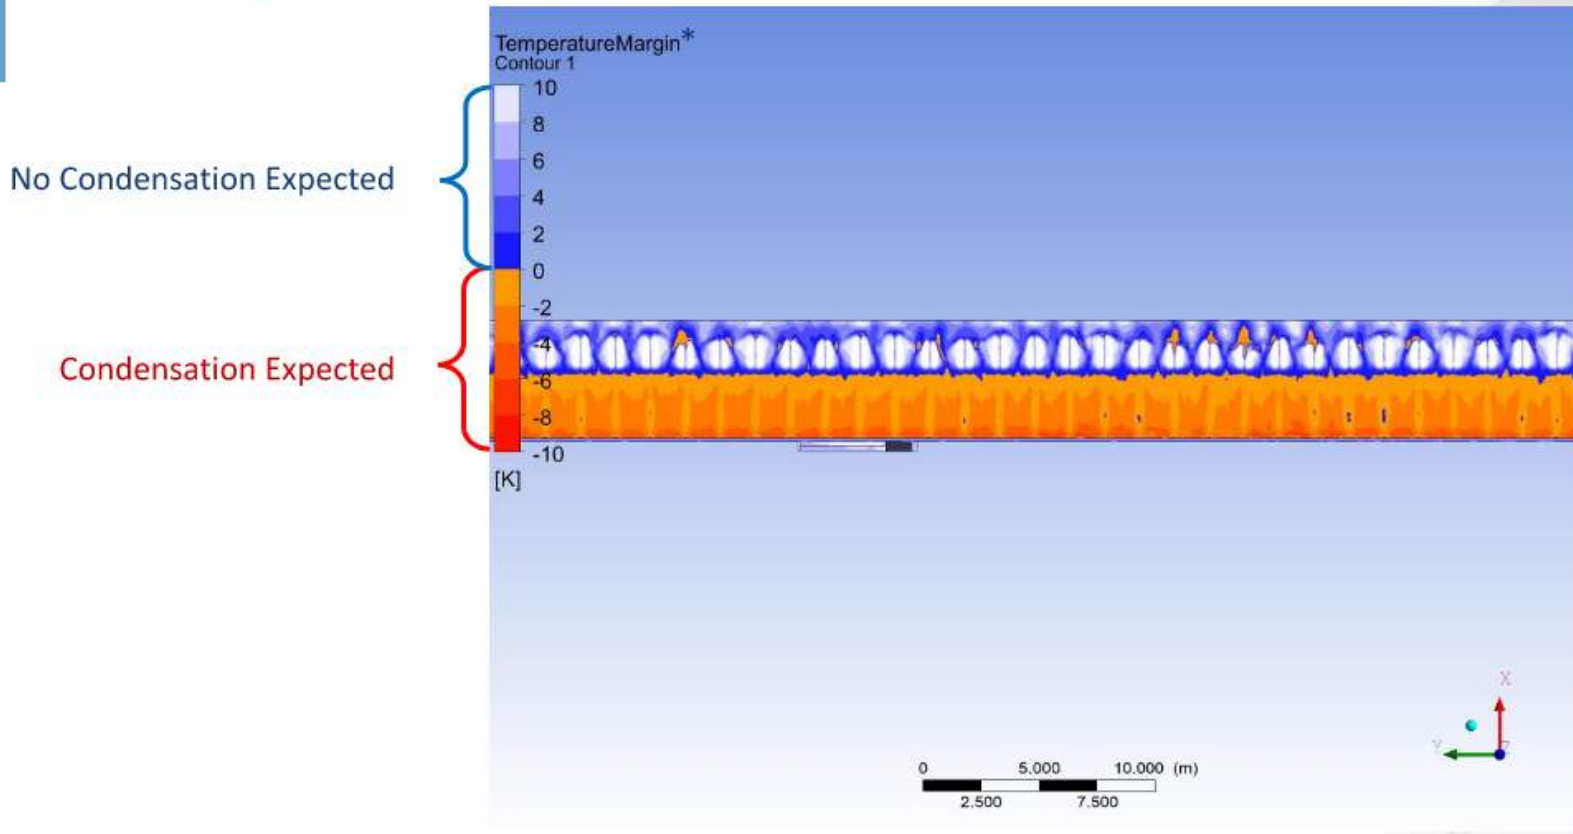 TemperatureMargin*
Contour 1
10
8
6
4
2
0
-2
-4
-6
-8
-10
[K]
No Condensation Expected
Condensation Expected
0 5.000 10.000 (m)
2.500 7.500
X
Y
Z